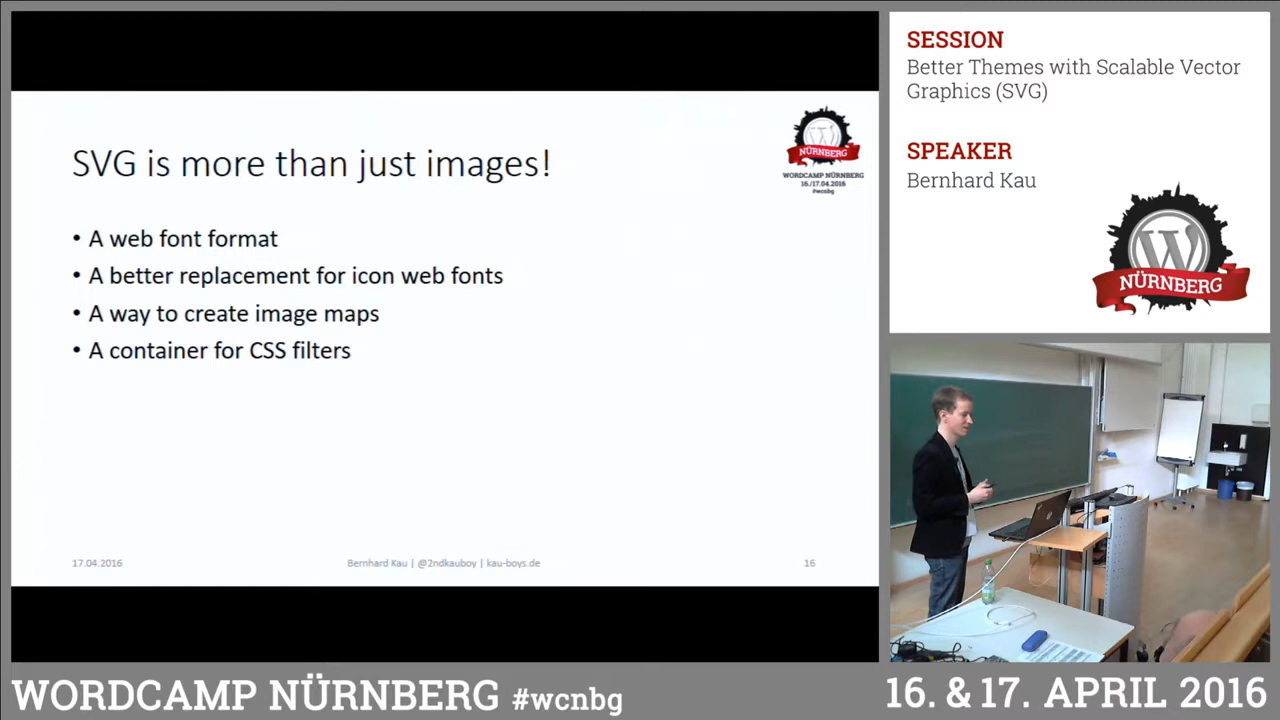 SVG is more than just images!
NÜRNBERG
WORDCAMP NÜRNBERG
16./17.04.2016
#wcnbg
• A web font format
• A better replacement for icon web fonts
• A way to create image maps
• A container for CSS filters
17.04.2016
Bernhard Kau | @2ndkauboy | kau-boys.de
16
SESSION
Better Themes with Scalable Vector
Graphics (SVG)
SPEAKER
Bernhard Kau
NÜRNBERG
WORDCAMP NÜRNBERG #wcnbg
16. & 17. APRIL 2016